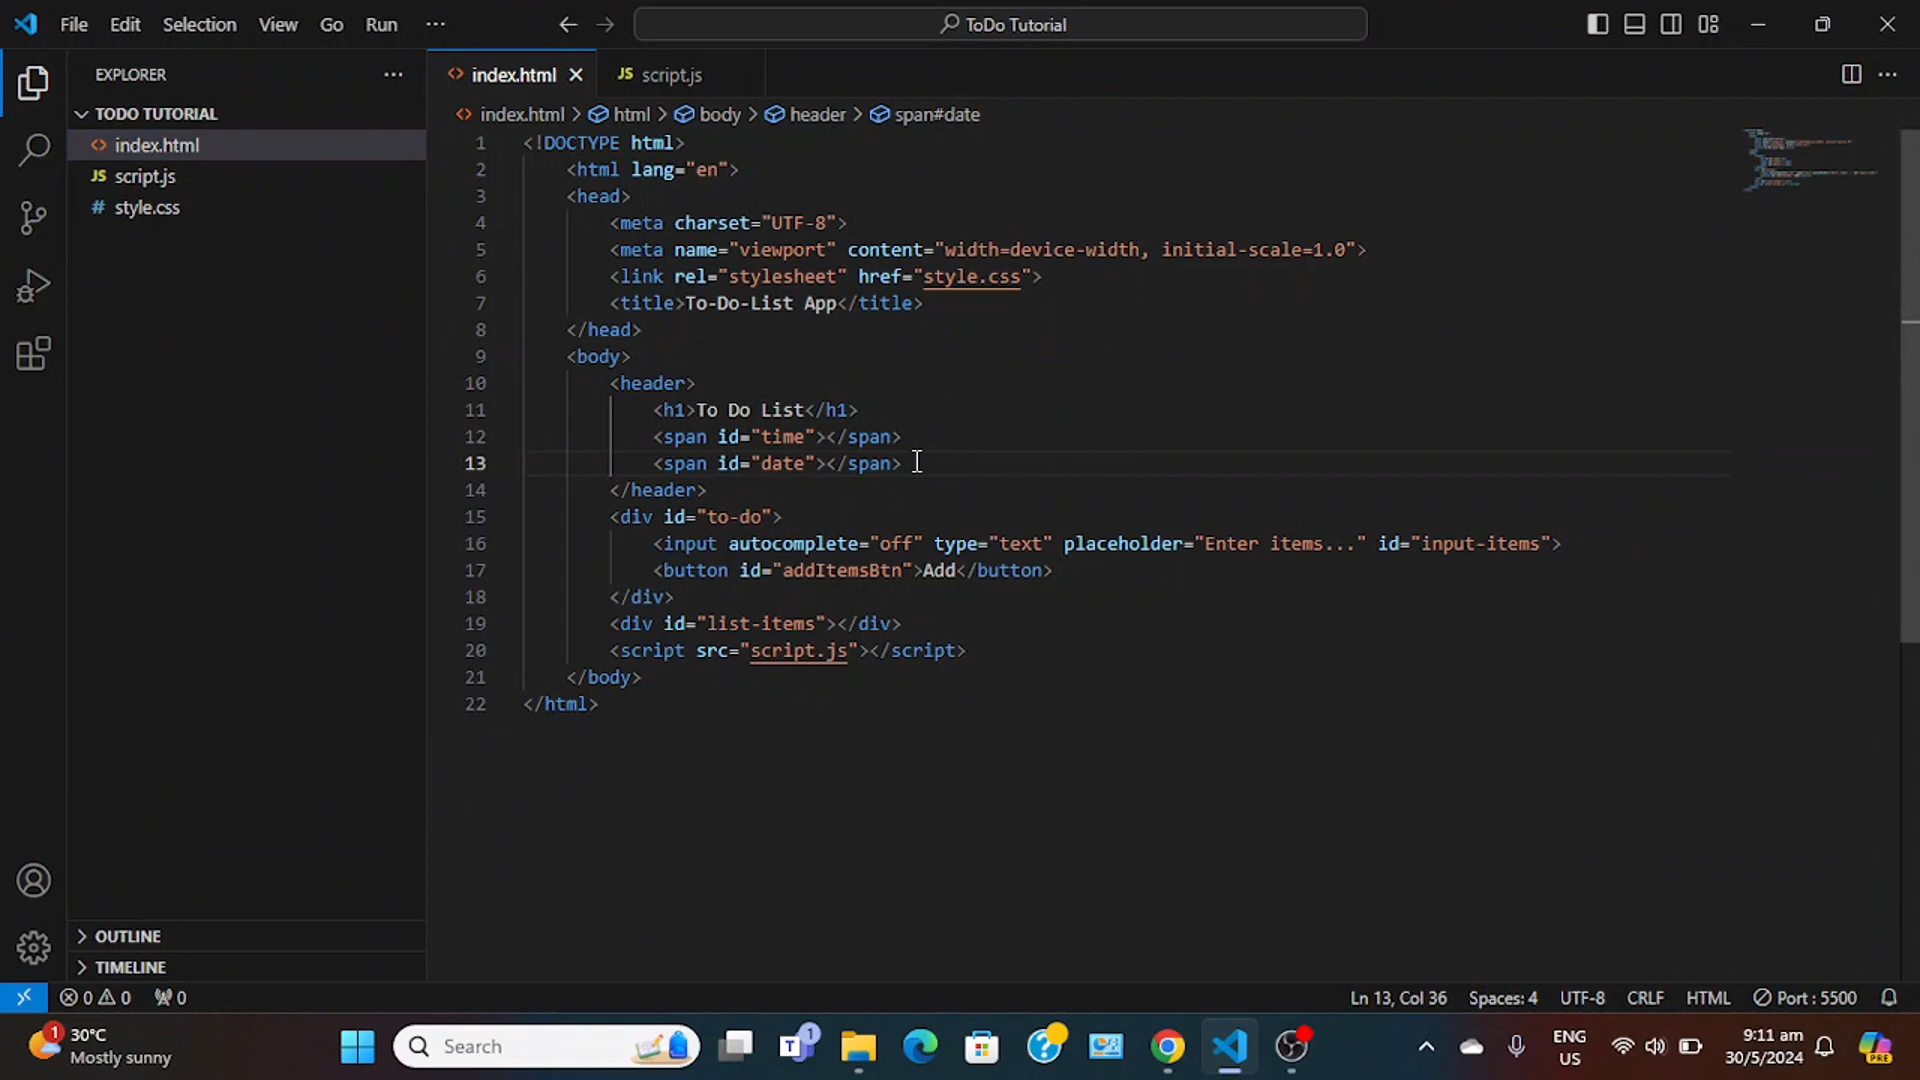 File Edit Selection View Go Run ··· ToDo Tutorial
EXPLORER ···
TODO TUTORIAL
index.html
JS script.js
# style.css
OUTLINE
TIMELINE
index.html JS script.js ···
index.html > html > body > header > span#date
1 <!DOCTYPE html>
2 <html lang="en">
3 <head>
4 <meta charset="UTF-8">
5 <meta name="viewport" content="width=device-width, initial-scale=1.0">
6 <link rel="stylesheet" href="style.css">
7 <title>To-Do-List App</title>
8 </head>
9 <body>
10 <header>
11 <h1>To Do List</h1>
12 <span id="time"></span>
13 <span id="date"></span>
14 </header>
15 <div id="to-do">
16 <input autocomplete="off" type="text" placeholder="Enter items..." id="input-items">
17 <button id="addItemsBtn">Add</button>
18 </div>
19 <div id="list-items"></div>
20 <script src="script.js"></script>
21 </body>
22 </html>
0 0 0 Ln 13, Col 36 Spaces: 4 UTF-8 CRLF HTML Port : 5500
1 30°C
Mostly sunny
Search
T 1
ENG
US
9:11 am
30/5/2024
PRE